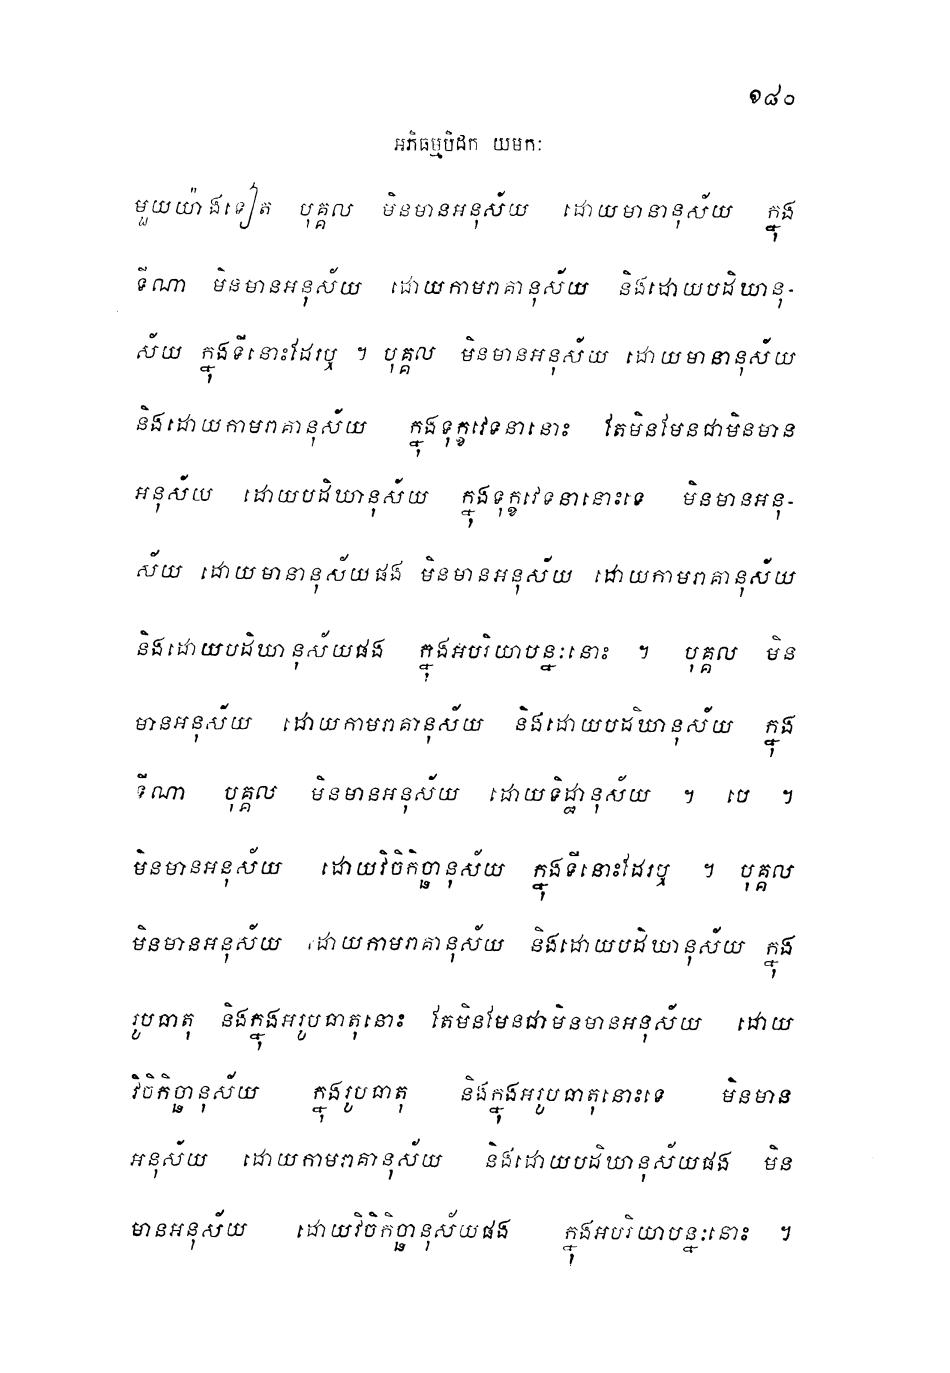 ១៨០
អភិធម្មបិដក យមកៈ
មួយយ៉ាងទៀត បុគ្គល មិនមានអនុស័យ ដោយមានានុស័យ ក្នុង
ទីណា មិនមានអនុស័យ ដោយកាមរាគានុស័យ និងដោយបដិឃានុ-
ស័យ ក្នុងទីនោះដែរឬ ។ បុគ្គល មិនមានអនុស័យ ដោយមានានុស័យ
និងដោយកាមរាគានុស័យ ក្នុងទុក្ខវេទនានោះ តែមិនមែនជាមិនមាន
អនុស័យ ដោយបដិឃានុស័យ ក្នុងទុក្ខវេទនានោះទេ មិនមានអនុ-
ស័យ ដោយមានានុស័យផង មិនមានអនុស័យ ដោយកាមរាគានុស័យ
និងដោយបដិឃានុស័យផង ក្នុងអបរិយាបន្នៈនោះ ។ បុគ្គល មិន
មានអនុស័យ ដោយកាមរាគានុស័យ និងដោយបដិឃានុស័យ ក្នុង
ទីណា បុគ្គល មិនមានអនុស័យ ដោយទិដ្ឋានុស័យ ។ បេ ។
មិនមានអនុស័យ ដោយវិចិកិច្ឆានុស័យ ក្នុងទីនោះដែរឬ ។ បុគ្គល
មិនមានអនុស័យ ដោយកាមរាគានុស័យ និងដោយបដិឃានុស័យ ក្នុង
រូបធាតុ និងក្នុងអរូបធាតុនោះ តែមិនមែនជាមិនមានអនុស័យ ដោយ
វិចិកិច្ឆានុស័យ ក្នុងរូបធាតុ និងក្នុងអរូបធាតុនោះទេ មិនមាន
អនុស័យ ដោយកាមរាគានុស័យ និងដោយបដិឃានុស័យផង មិន
មានអនុស័យ ដោយវិចិកិច្ឆានុស័យផង ក្នុងអបរិយាបន្នៈនោះ ។